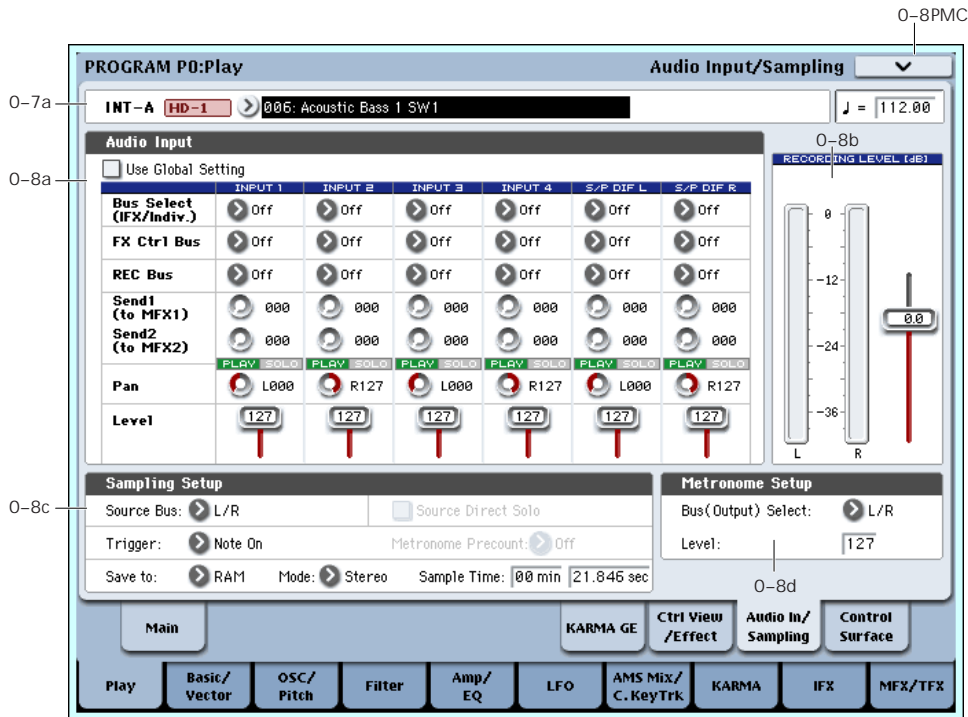 0–8PMC
PROGRAM P0:Play
Audio Input/Sampling
0–7a
INT-A HD-1 006: Acoustic Bass 1 SW1
♩ = 112.00
Audio Input
0–8b
0–8a
Use Global Setting
RECORDING LEVEL [dB]
INPUT 1 INPUT 2 INPUT 3 INPUT 4 S/P DIF L S/P DIF R
Bus Select
(IFX/Indiv.)
Off Off Off Off Off Off
FX Ctrl Bus Off Off Off Off Off Off
REC Bus Off Off Off Off Off Off
Send1
(to MFX1)
000 000 000 000 000 000
Send2
(to MFX2)
000 000 000 000 000 000
PLAY SOLO PLAY SOLO PLAY SOLO PLAY SOLO PLAY SOLO PLAY SOLO
Pan L000 R127 L000 R127 L000 R127
Level 127 127 127 127 127 127
0
-12
-24
-36
L R
0.0
0–8c
Sampling Setup
Source Bus: L/R
Source Direct Solo
Trigger: Note On
Metronome Precount: Off
Save to: RAM Mode: Stereo Sample Time: 00 min 21.846 sec
Metronome Setup
Bus(Output) Select: L/R
Level: 127
0–8d
Main
KARMA GE
Ctrl View
/Effect
Audio In/
Sampling
Control
Surface
Play
Basic/
Vector
OSC/
Pitch
Filter
Amp/
EQ
LFO
AMS Mix/
C.KeyTrk
KARMA
IFX
MFX/TFX